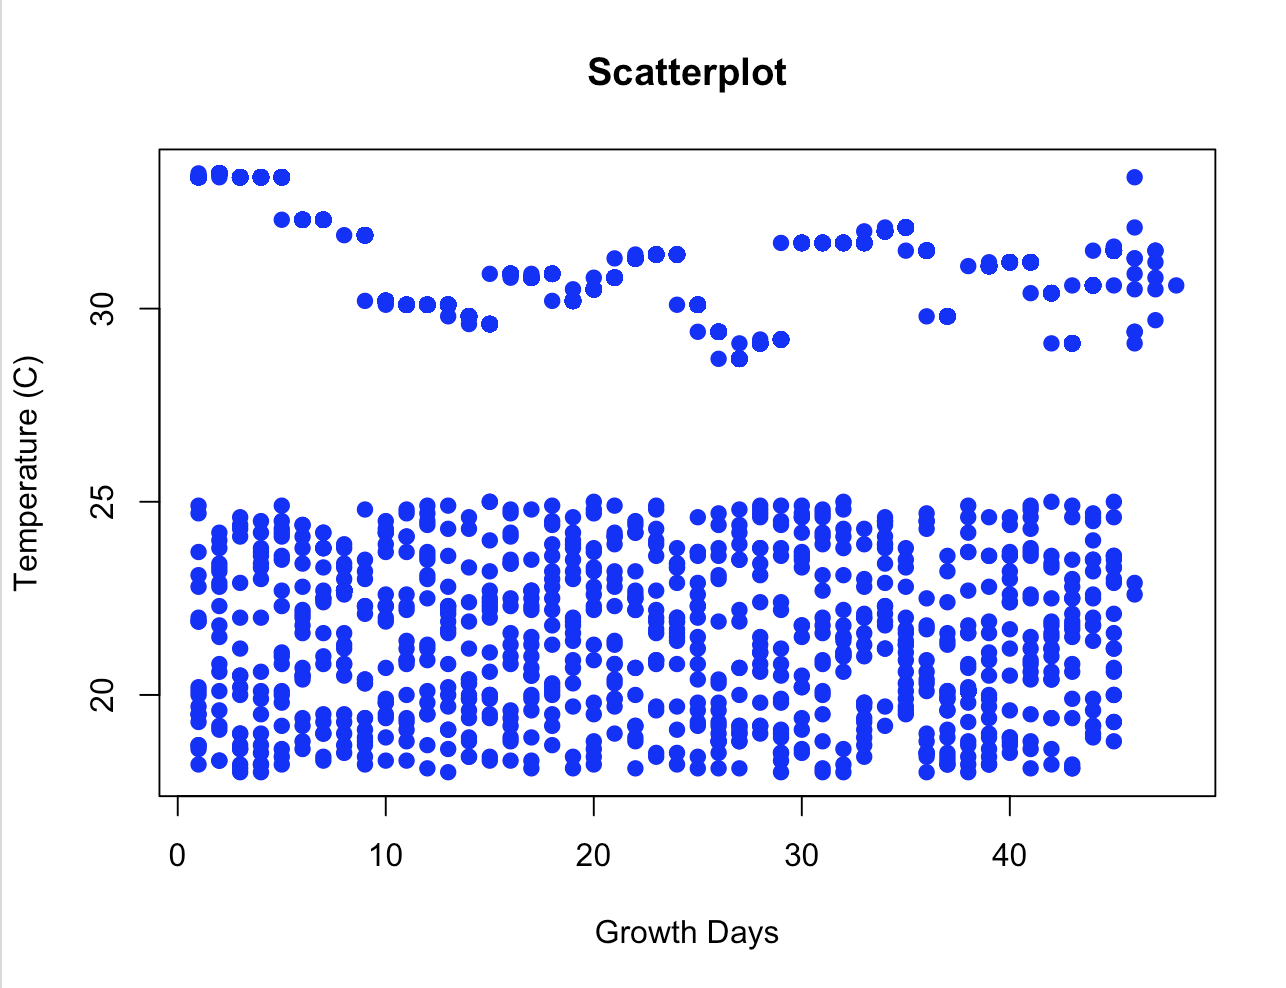 Scatterplot
30
25
20
Temperature (C)
0 10 20 30 40
Growth Days